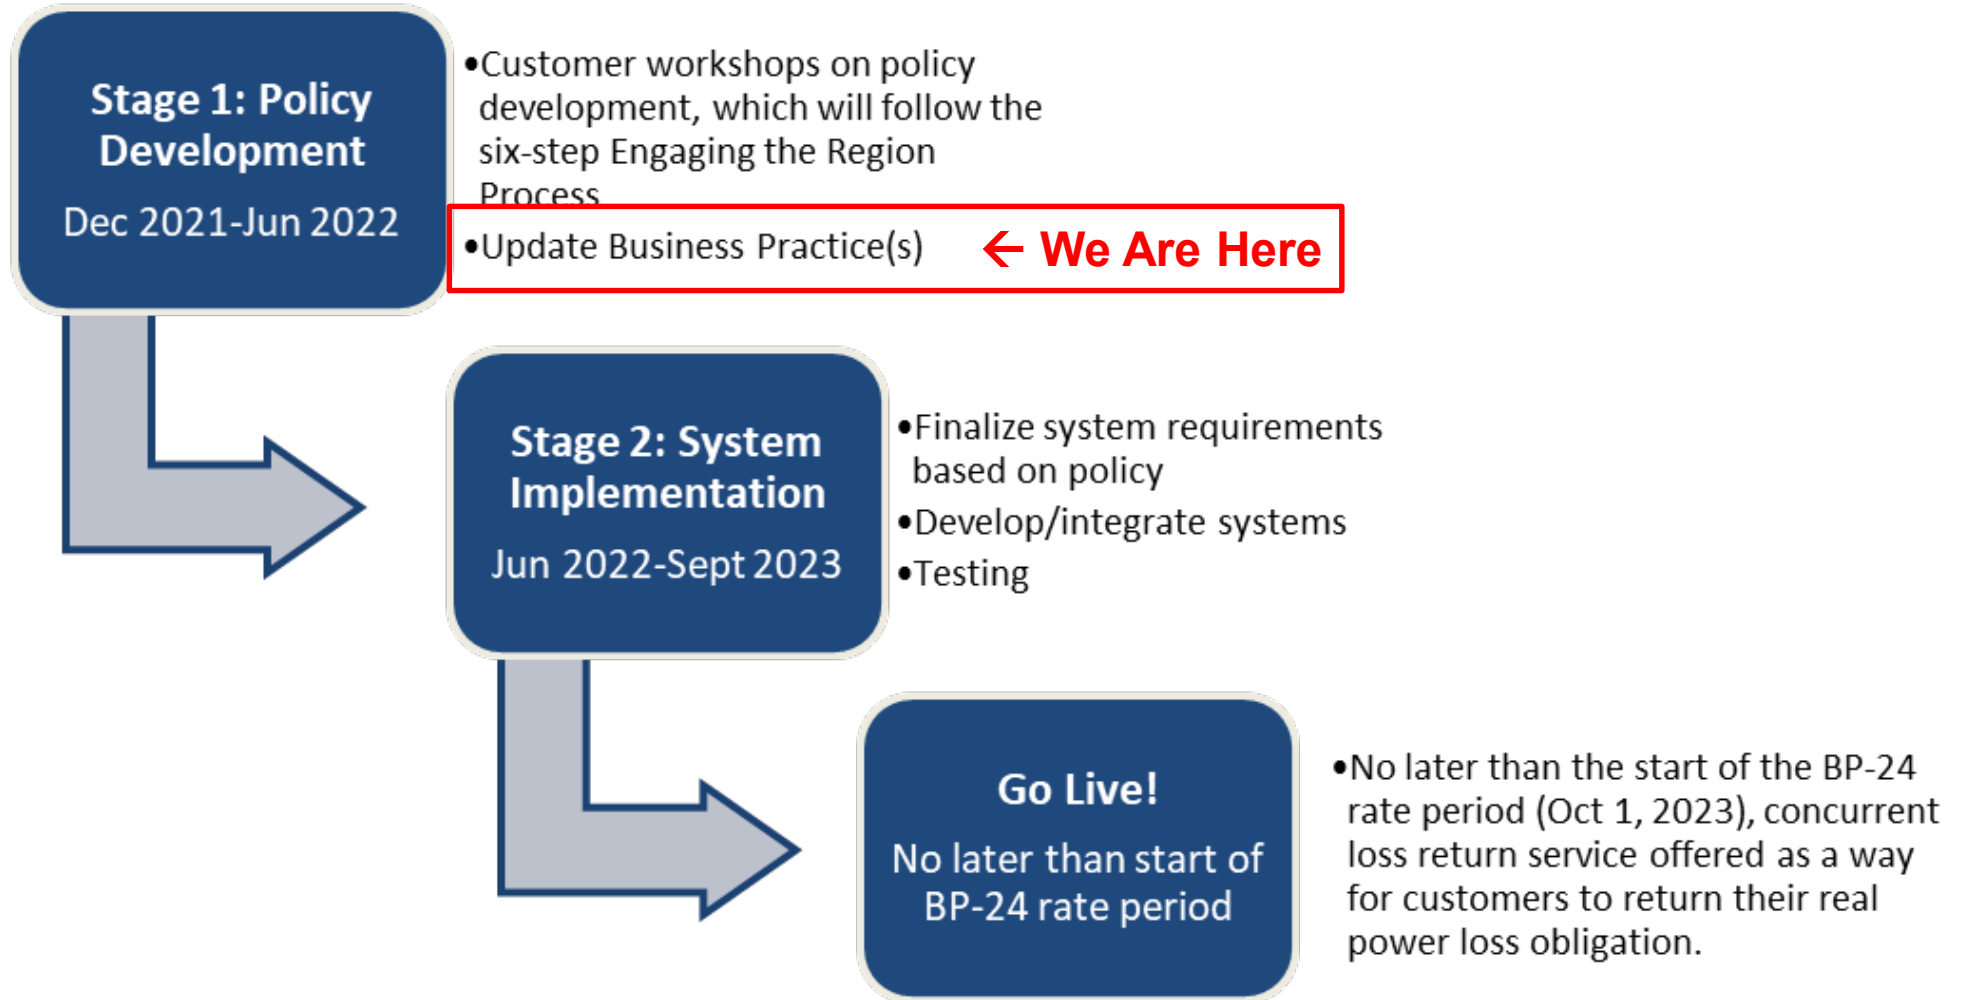 Stage 1: Policy
Development
Dec 2021-Jun 2022
•Customer workshops on policy
development, which will follow the
six-step Engaging the Region
Process
•Update Business Practice(s) ← We Are Here
Stage 2: System
Implementation
Jun 2022-Sept 2023
•Finalize system requirements
based on policy
•Develop/integrate systems
•Testing
Go Live!
No later than start of
BP-24 rate period
•No later than the start of the BP-24
rate period (Oct 1, 2023), concurrent
loss return service offered as a way
for customers to return their real
power loss obligation.